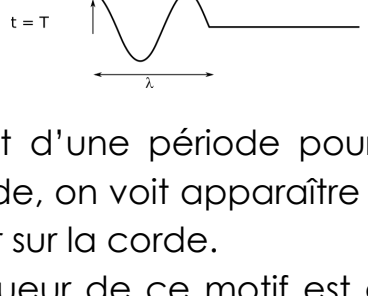 t = T
λ
t d'une période pour
de, on voit apparaître
r sur la corde.
ueur de ce motif est